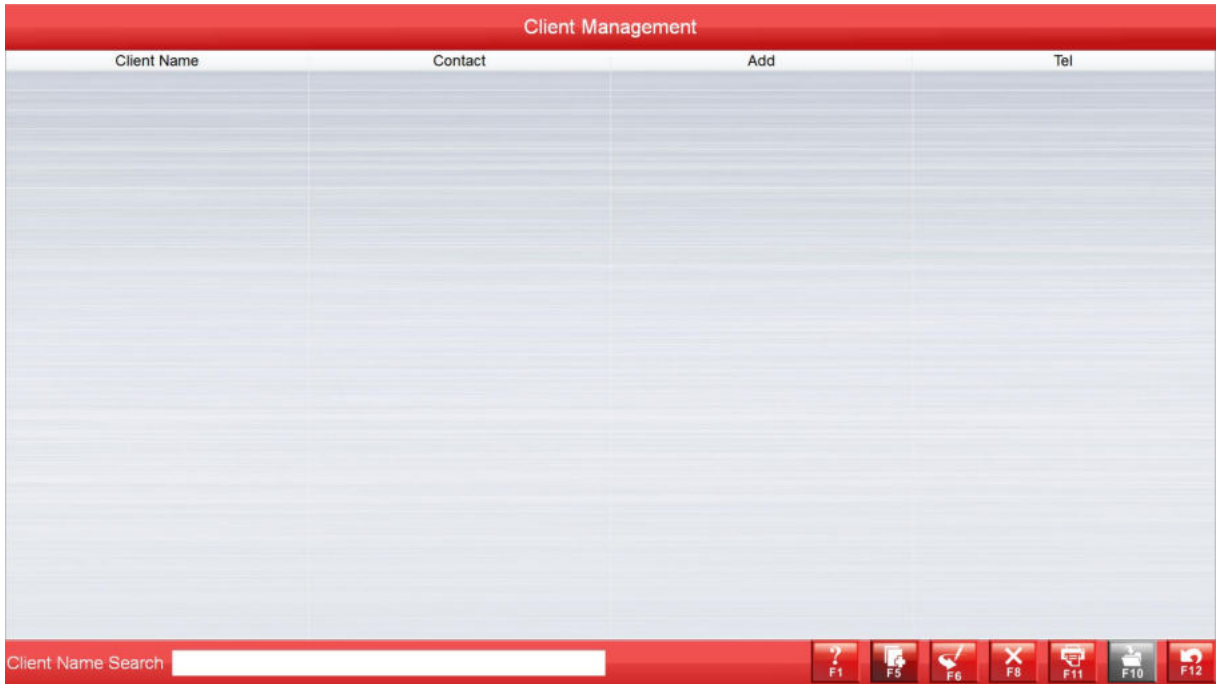 Client Management
Client Name Contact Add Tel
Client Name Search ? F1 F5 F6 F8 F11 F10 F12